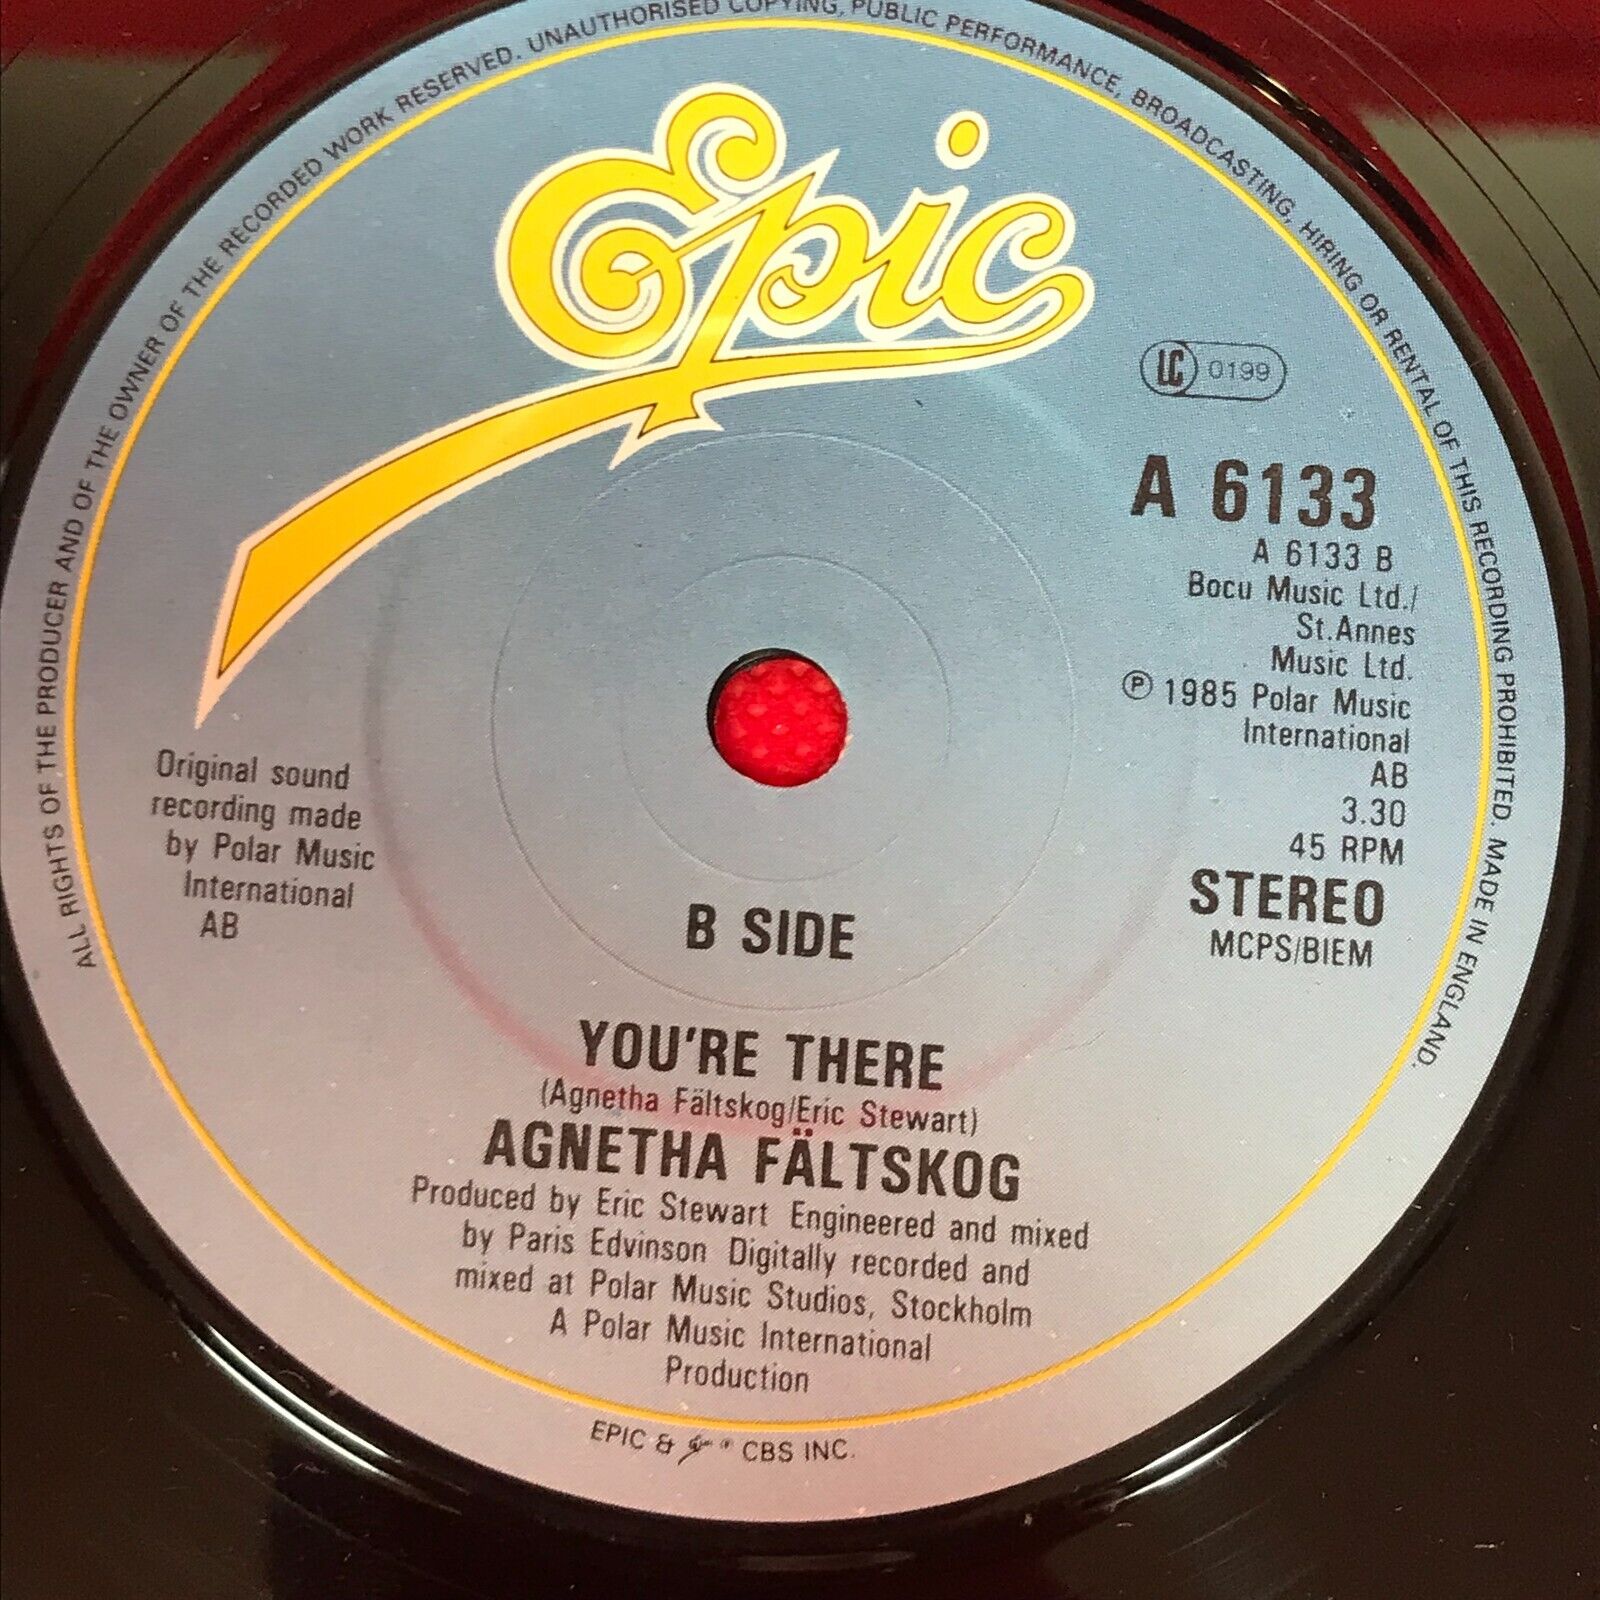 ALL RIGHTS OF THE PRODUCER AND OF THE OWNER OF THE RECORDED WORK RESERVED. UNAUTHORISED COPYING, PUBLIC PERFORMANCE, BROADCASTING, HIRING OR RENTAL OF THIS RECORDING PROHIBITED. MADE IN ENGLAND.
Epic
LC 0199
A 6133
A 6133 B
Bocu Music Ltd./
St.Annes
Music Ltd.
℗ 1985 Polar Music
International
AB
3.30
45 RPM
STEREO
MCPS/BIEM
Original sound
recording made
by Polar Music
International
AB
B SIDE
YOU'RE THERE
(Agnetha Fältskog/Eric Stewart)
AGNETHA FÄLTSKOG
Produced by Eric Stewart Engineered and mixed
by Paris Edvinson Digitally recorded and
mixed at Polar Music Studios, Stockholm
A Polar Music International
Production
EPIC & CBS INC.